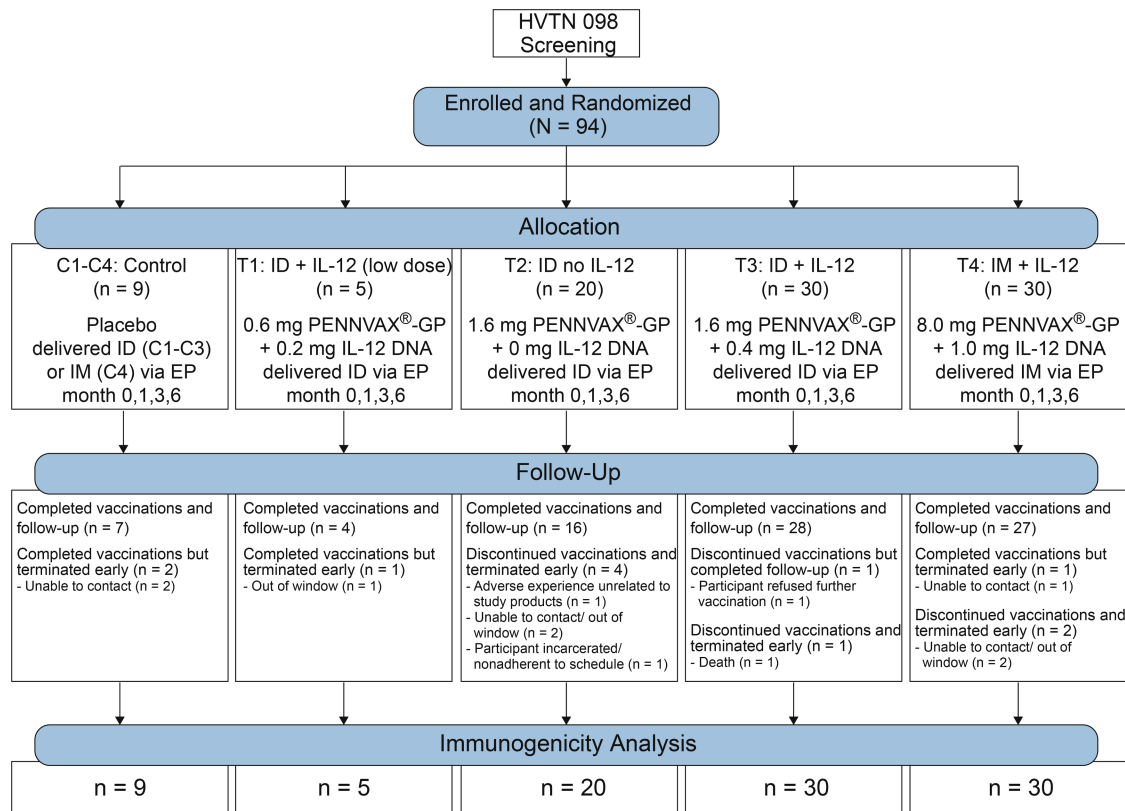 HVTN 098
Screening
Enrolled and Randomized
(N = 94)
Allocation
C1-C4: Control
(n = 9)
Placebo
delivered ID (C1-C3)
or IM (C4) via EP
month 0,1,3,6
T1: ID + IL-12 (low dose)
(n = 5)
0.6 mg PENNVAX®-GP
+ 0.2 mg IL-12 DNA
delivered ID via EP
month 0,1,3,6
T2: ID no IL-12
(n = 20)
1.6 mg PENNVAX®-GP
+ 0 mg IL-12 DNA
delivered ID via EP
month 0,1,3,6
T3: ID + IL-12
(n = 30)
1.6 mg PENNVAX®-GP
+ 0.4 mg IL-12 DNA
delivered ID via EP
month 0,1,3,6
T4: IM + IL-12
(n = 30)
8.0 mg PENNVAX®-GP
+ 1.0 mg IL-12 DNA
delivered IM via EP
month 0,1,3,6
Follow-Up
Completed vaccinations and
follow-up (n = 7)
Completed vaccinations but
terminated early (n = 2)
- Unable to contact (n = 2)
Completed vaccinations and
follow-up (n = 4)
Completed vaccinations but
terminated early (n = 1)
- Out of window (n = 1)
Completed vaccinations and
follow-up (n = 16)
Discontinued vaccinations and
terminated early (n = 4)
- Adverse experience unrelated to
study products (n = 1)
- Unable to contact/ out of
window (n = 2)
- Participant incarcerated/
nonadherent to schedule (n = 1)
Completed vaccinations and
follow-up (n = 28)
Discontinued vaccinations but
completed follow-up (n = 1)
- Participant refused further
vaccination (n = 1)
Discontinued vaccinations and
terminated early (n = 1)
- Death (n = 1)
Completed vaccinations and
follow-up (n = 27)
Completed vaccinations but
terminated early (n = 1)
- Unable to contact (n = 1)
Discontinued vaccinations and
terminated early (n = 2)
- Unable to contact/ out of
window (n = 2)
Immunogenicity Analysis
n = 9
n = 5
n = 20
n = 30
n = 30